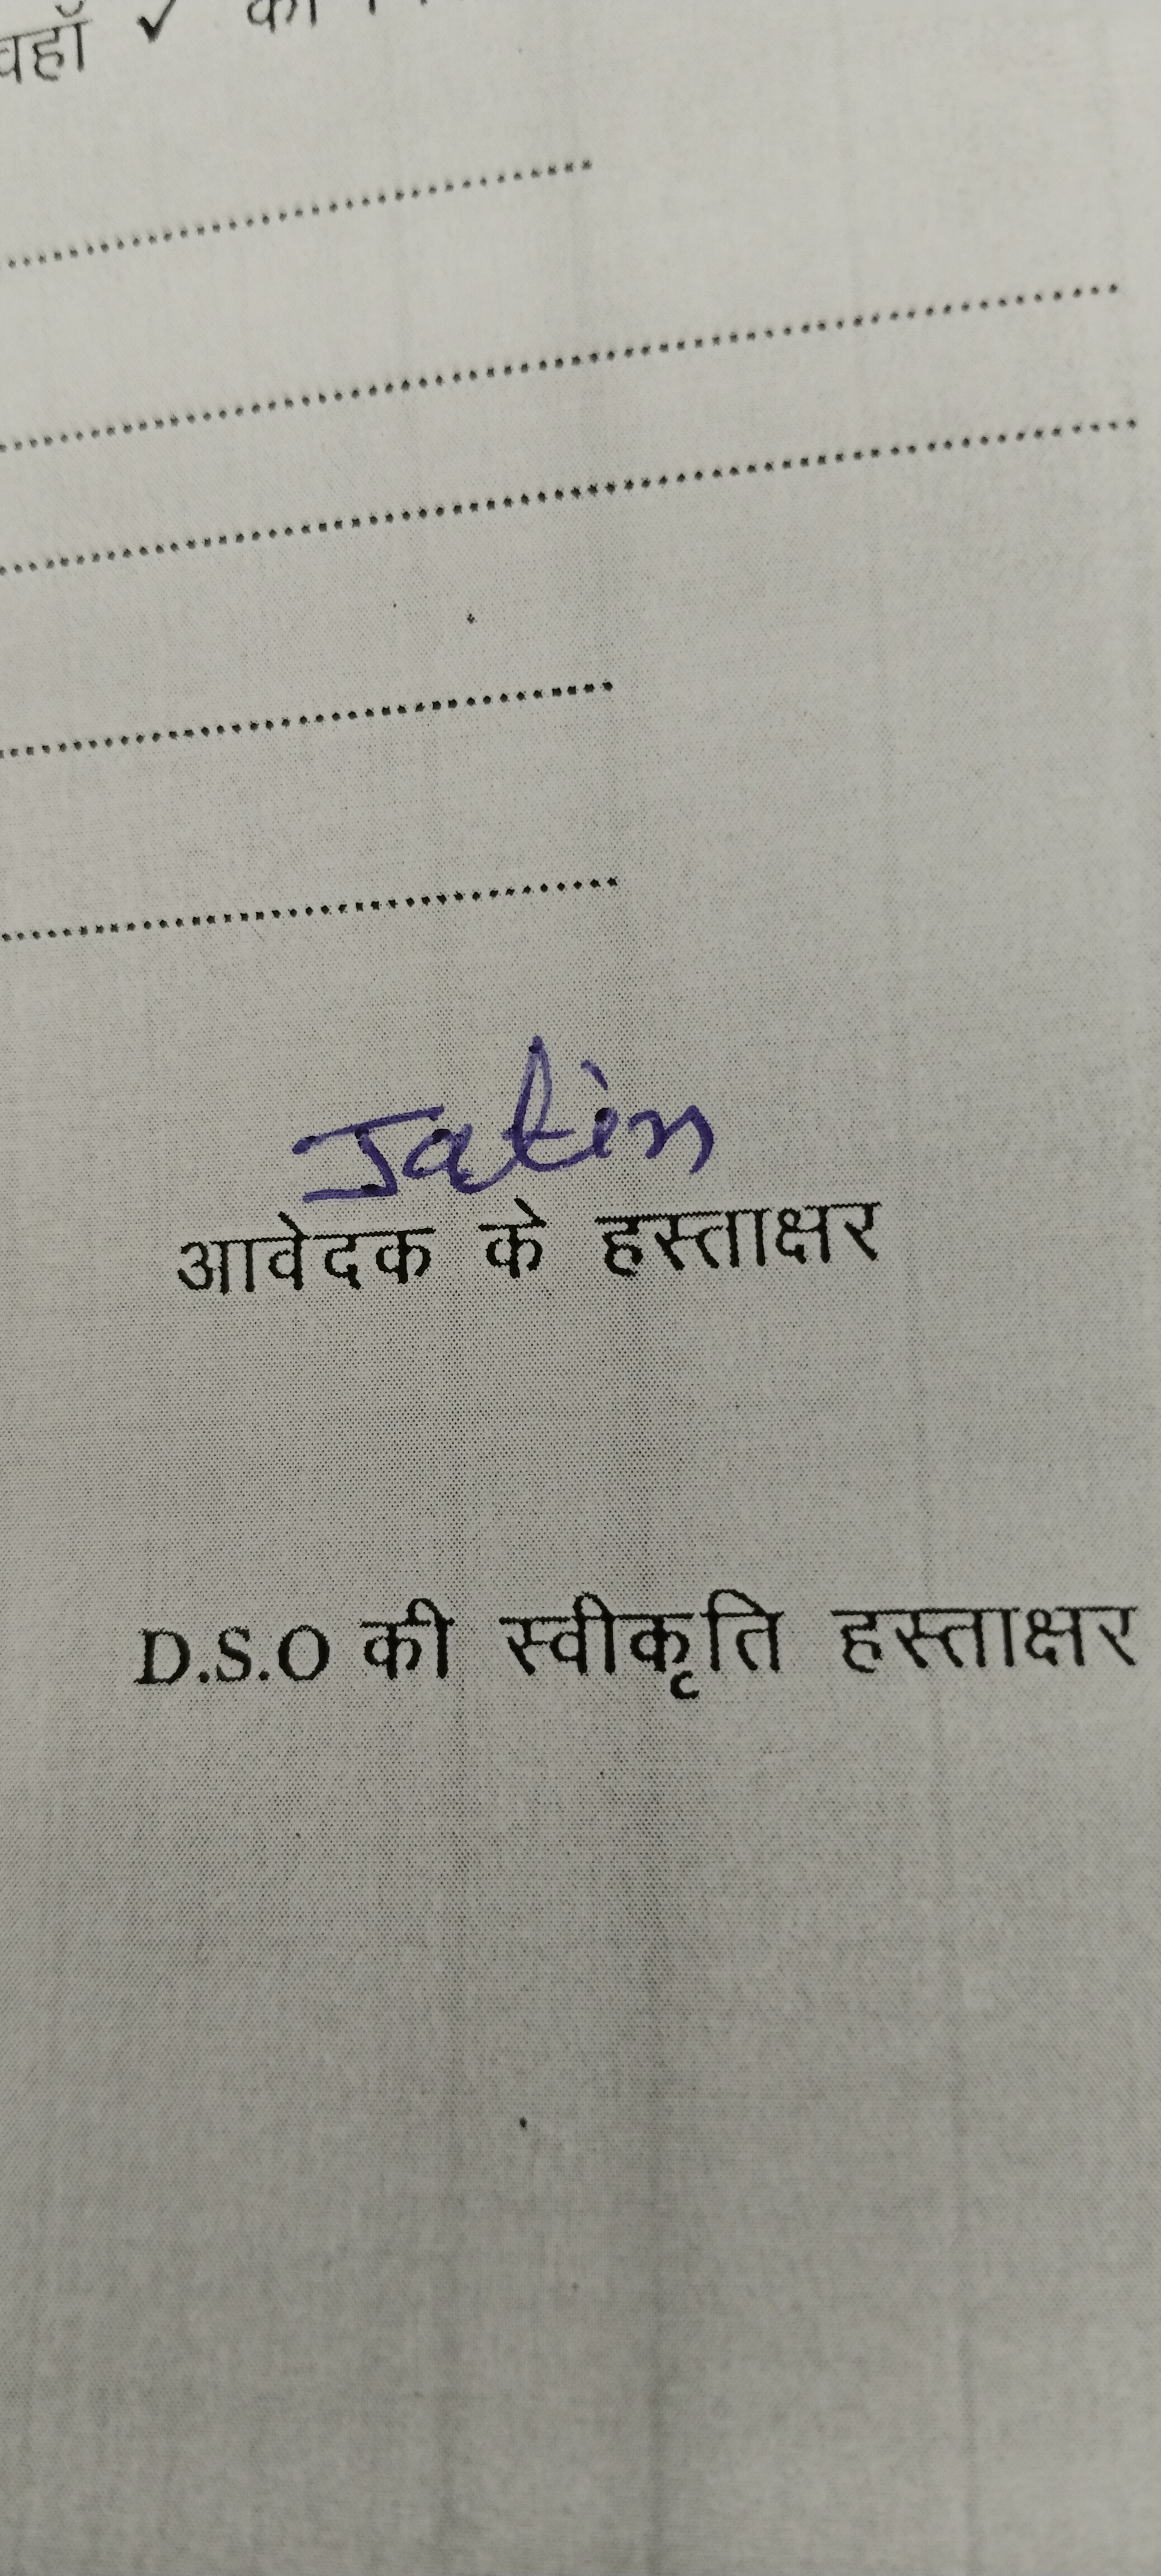 वहाँ ✓ का
Jatin
आवेदक के हस्ताक्षर
D.S.O की स्वीकृति हस्ताक्षर